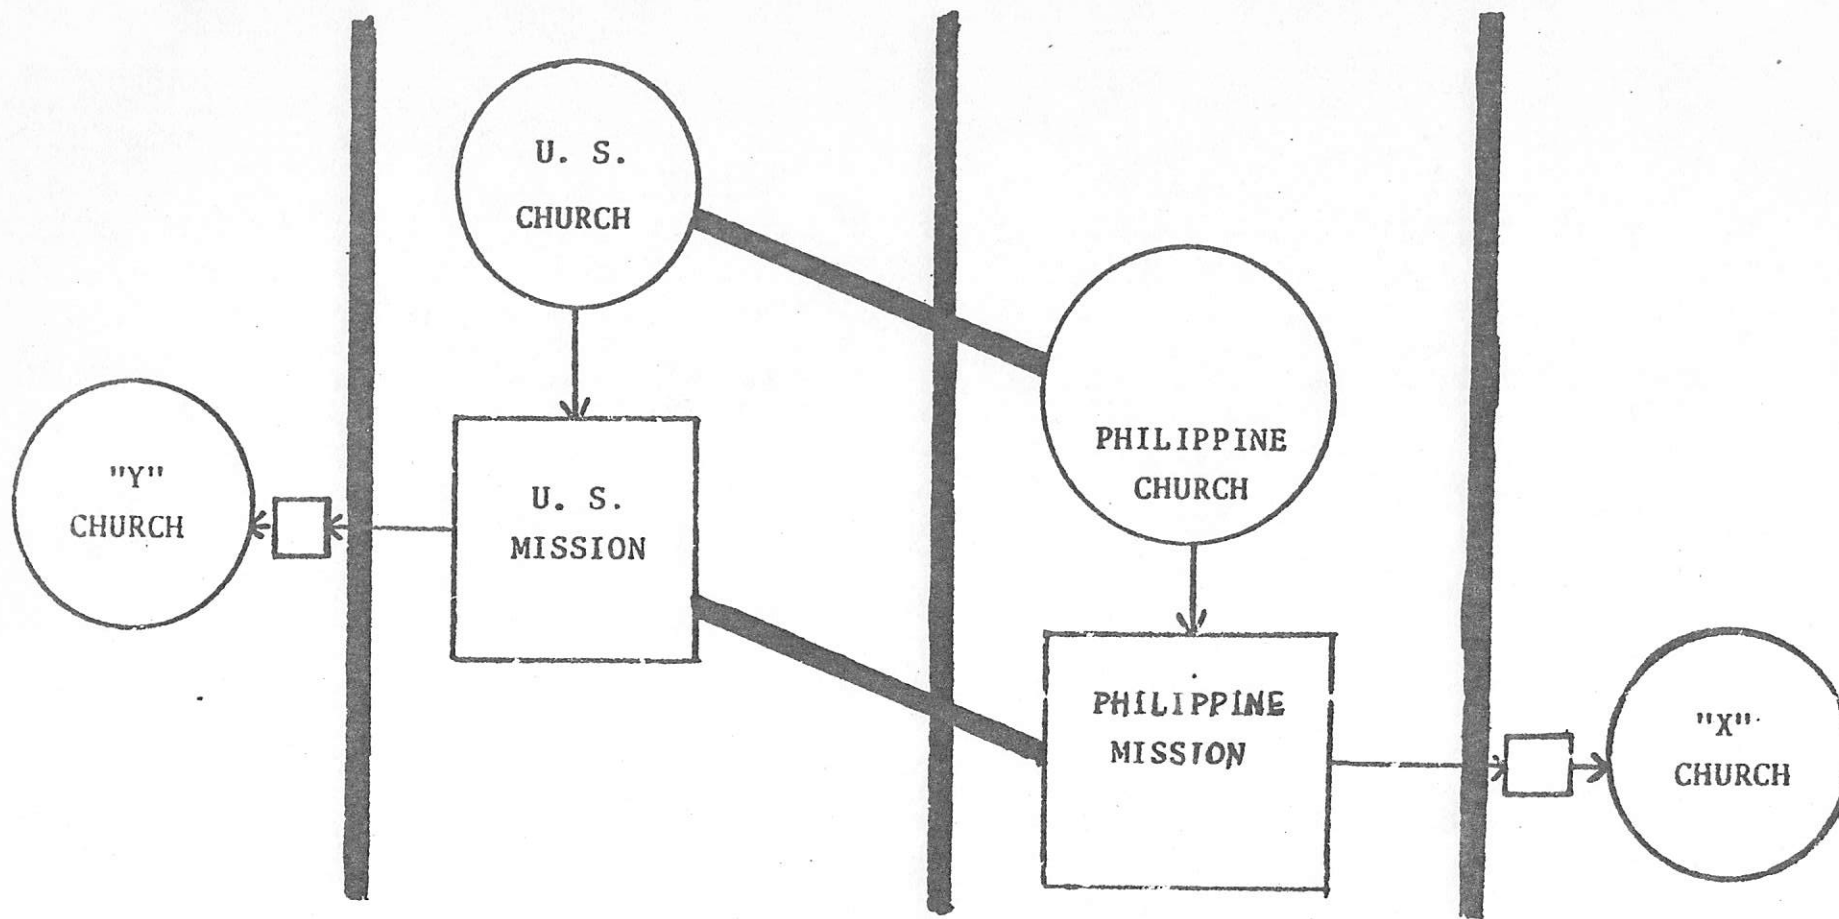 U. S.
CHURCH
PHILIPPINE
CHURCH
"Y"
CHURCH
U. S.
MISSION
PHILIPPINE
MISSION
"X"
CHURCH